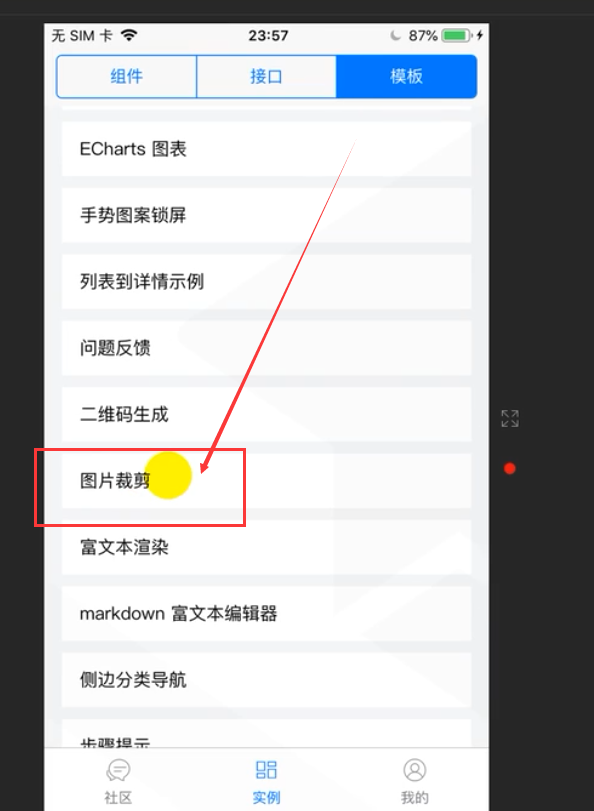 无 SIM 卡 23:57 87%
组件 接口 模板
ECharts 图表
手势图案锁屏
列表到详情示例
问题反馈
二维码生成
图片裁剪
富文本渲染
markdown 富文本编辑器
侧边分类导航
步骤提示
社区 实例 我的